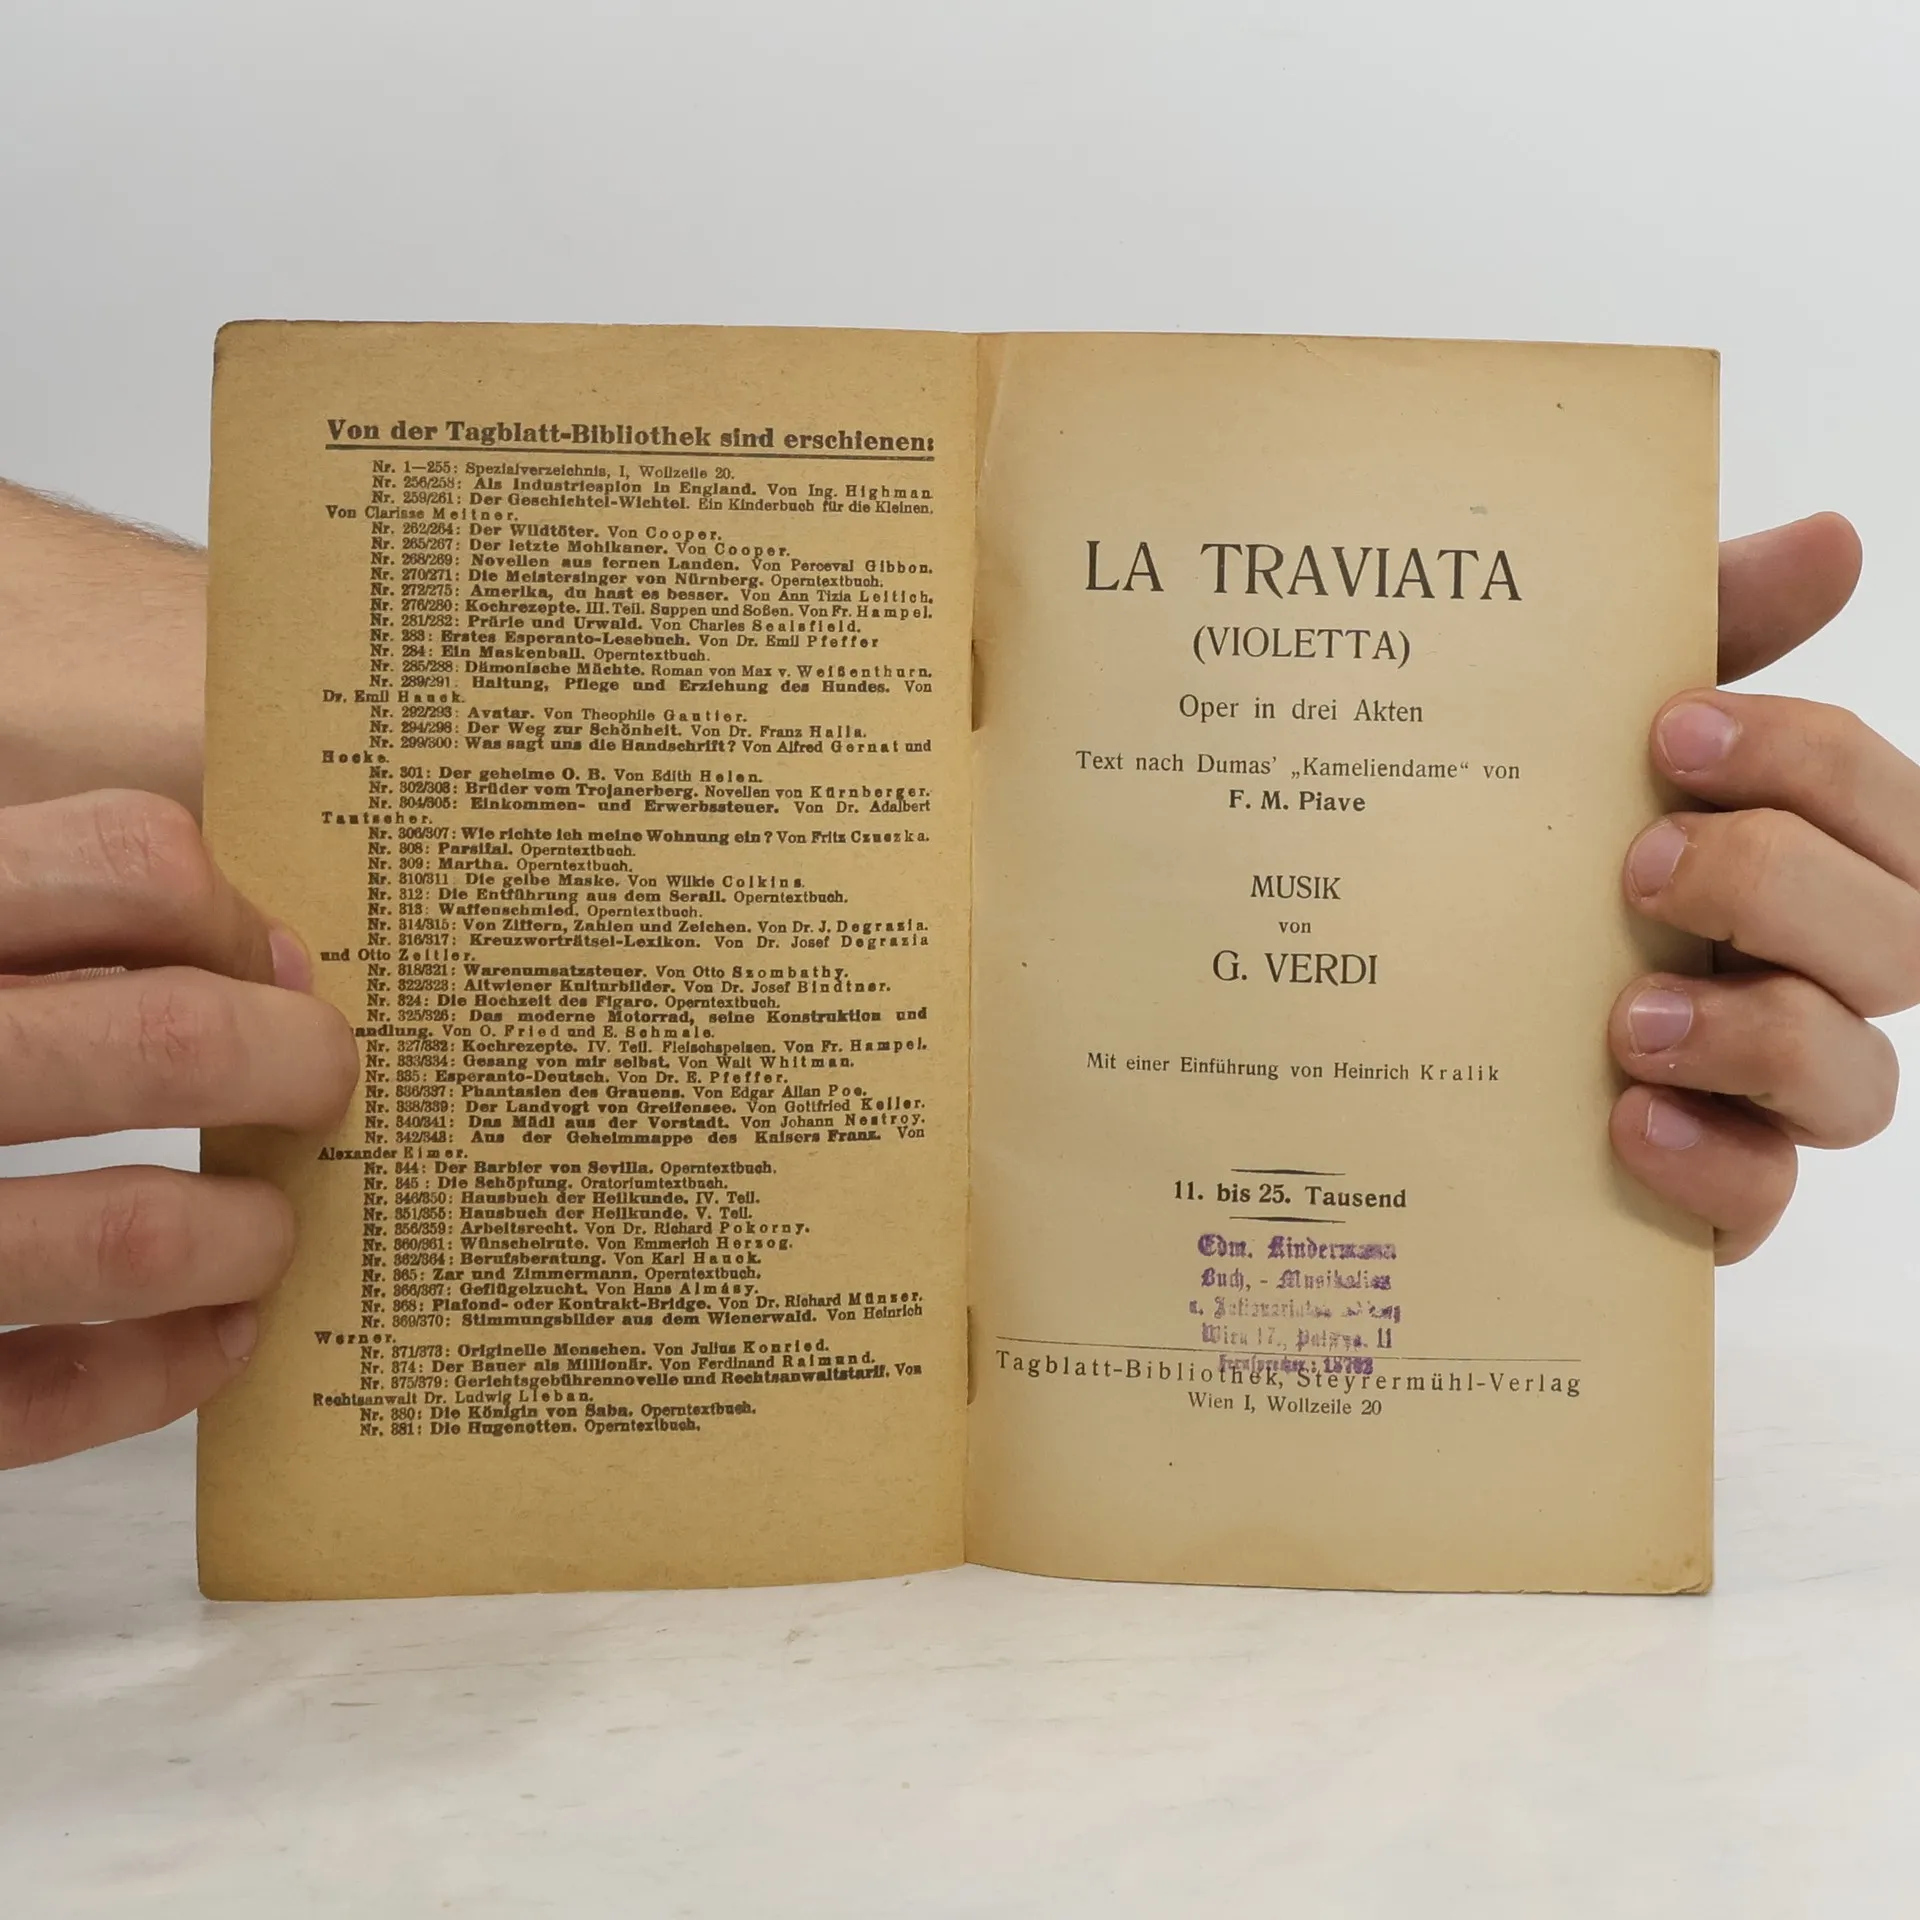 Von der Tagblatt-Bibliothek sind erschienen:
Nr. 1—255: Spezialverzeichnis, I, Wollzeile 20.
Nr. 256/258: Als Industriespion in England. Von Ing. Highman.
Nr. 259/261: Der Geschichtel-Wichtel. Ein Kinderbuch für die Kleinen.
Von Clarisse Meitner.
Nr. 262/264: Der Wildtöter. Von Cooper.
Nr. 265/267: Der letzte Mohikaner. Von Cooper.
Nr. 268/269: Novellen aus fernen Landen. Von Perceval Gibbon.
Nr. 270/271: Die Meistersinger von Nürnberg. Operntextbuch.
Nr. 272/275: Amerika, du hast es besser. Von Ann Tizia Leitich.
Nr. 276/280: Kochrezepte. III. Teil. Suppen und Soßen. Von Fr. Hampel.
Nr. 281/282: Prärie und Urwald. Von Charles Sealsfield.
Nr. 283: Erstes Esperanto-Lesebuch. Von Dr. Emil Pfeffer
Nr. 284: Ein Maskenball. Operntextbuch.
Nr. 285/288: Dämonische Mächte. Roman von Max v. Weißenthurn.
Nr. 289/291: Haltung, Pflege und Erziehung des Hundes. Von
Dr. Emil Hauck.
Nr. 292/293: Avatar. Von Theophile Gautier.
Nr. 294/298: Der Weg zur Schönheit. Von Dr. Franz Halla.
Nr. 299/300: Was sagt uns die Handschrift? Von Alfred Gernat und
Hocke.
Nr. 301: Der geheime O. B. Von Edith Helen.
Nr. 302/303: Brüder vom Trojanerberg. Novellen von Kürnberger.
Nr. 304/305: Einkommen- und Erwerbssteuer. Von Dr. Adalbert
Tautscher.
Nr. 306/307: Wie richte ich meine Wohnung ein? Von Fritz Czuczka.
Nr. 308: Parsifal. Operntextbuch.
Nr. 309: Martha. Operntextbuch.
Nr. 310/311 Die gelbe Maske. Von Wilkie Colkins.
Nr. 312: Die Entführung aus dem Serail. Operntextbuch.
Nr. 313: Waffenschmied. Operntextbuch.
Nr. 314/315: Von Ziffern, Zahlen und Zeichen. Von Dr. J. Degrazia.
Nr. 316/317: Kreuzworträtsel-Lexikon. Von Dr. Josef Degrazia
und Otto Zeitler.
Nr. 318/321: Warenumsatzsteuer. Von Otto Szombathy.
Nr. 322/323: Altwiener Kulturbilder. Von Dr. Josef Bindtner.
Nr. 324: Die Hochzeit des Figaro. Operntextbuch.
Nr. 325/326: Das moderne Motorrad, seine Konstruktion und
andlung. Von O. Fried und E. Schmale.
Nr. 327/332: Kochrezepte. IV. Teil. Fleischspeisen. Von Fr. Hampel.
Nr. 333/334: Gesang von mir selbst. Von Walt Whitman.
Nr. 335: Esperanto-Deutsch. Von Dr. E. Pfeffer.
Nr. 336/337: Phantasien des Grauens. Von Edgar Allan Poe.
Nr. 338/339: Der Landvogt von Greifensee. Von Gottfried Keller.
Nr. 340/341: Das Mädl aus der Vorstadt. Von Johann Nestroy.
Nr. 342/343: Aus der Geheimmappe des Kaisers Franz. Von
Alexander Eimer.
Nr. 344: Der Barbier von Sevilla. Operntextbuch.
Nr. 345: Die Schöpfung. Oratoriumtextbuch.
Nr. 346/350: Hausbuch der Heilkunde. IV. Teil.
Nr. 351/355: Hausbuch der Heilkunde. V. Teil.
Nr. 356/359: Arbeitsrecht. Von Dr. Richard Pokorny.
Nr. 360/361: Wünschelrute. Von Emmerich Herzog.
Nr. 362/364: Berufsberatung. Von Karl Hauck.
Nr. 365: Zar und Zimmermann. Operntextbuch.
Nr. 366/367: Geflügelzucht. Von Hans Almásy.
Nr. 368: Plafond- oder Kontrakt-Bridge. Von Dr. Richard Münser.
Nr. 369/370: Stimmungsbilder aus dem Wienerwald. Von Heinrich
Werner.
Nr. 371/373: Originelle Menschen. Von Julius Konried.
Nr. 374: Der Bauer als Millionär. Von Ferdinand Raimund.
Nr. 375/379: Gerichtsgebührennovelle und Rechtsanwaltstarif. Von
Rechtsanwalt Dr. Ludwig Lieban.
Nr. 380: Die Königin von Saba. Operntextbuch.
Nr. 381: Die Hugenotten. Operntextbuch.
LA TRAVIATA
(VIOLETTA)
Oper in drei Akten
Text nach Dumas' „Kameliendame“ von
F. M. Piave
MUSIK
von
G. VERDI
Mit einer Einführung von Heinrich Kralik
11. bis 25. Tausend
Edm. Kindermann
Buch, - Musikalien
u.
Wien 17., 11
Tagblatt-Bibliothek, Steyrermühl-Verlag
Wien I, Wollzeile 20